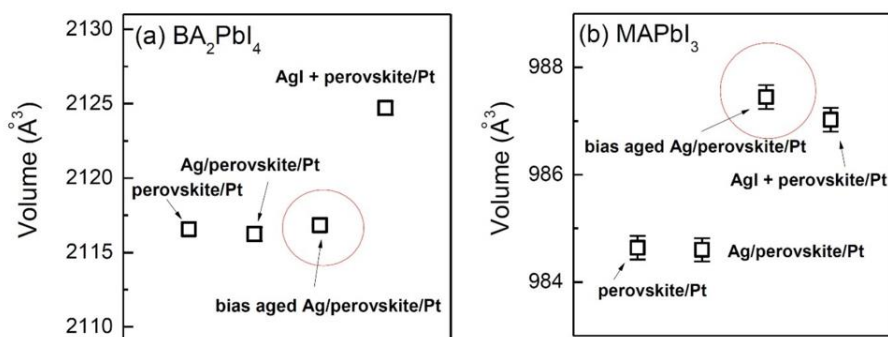 (a) BA₂PbI₄
Volume (Å³)
2130
2125
2120
2115
2110
AgI + perovskite/Pt
Ag/perovskite/Pt
perovskite/Pt
bias aged Ag/perovskite/Pt
(b) MAPbI₃
Volume (Å³)
988
986
984
bias aged Ag/perovskite/Pt
AgI + perovskite/Pt
Ag/perovskite/Pt
perovskite/Pt